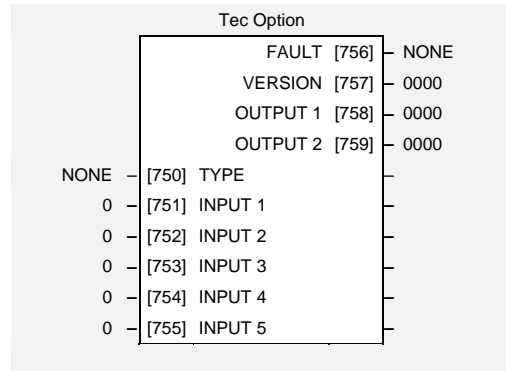 Tec Option
FAULT [756] – NONE
VERSION [757] – 0000
OUTPUT 1 [758] – 0000
OUTPUT 2 [759] – 0000
NONE – [750] TYPE –
0 – [751] INPUT 1 –
0 – [752] INPUT 2 –
0 – [753] INPUT 3 –
0 – [754] INPUT 4 –
0 – [755] INPUT 5 –